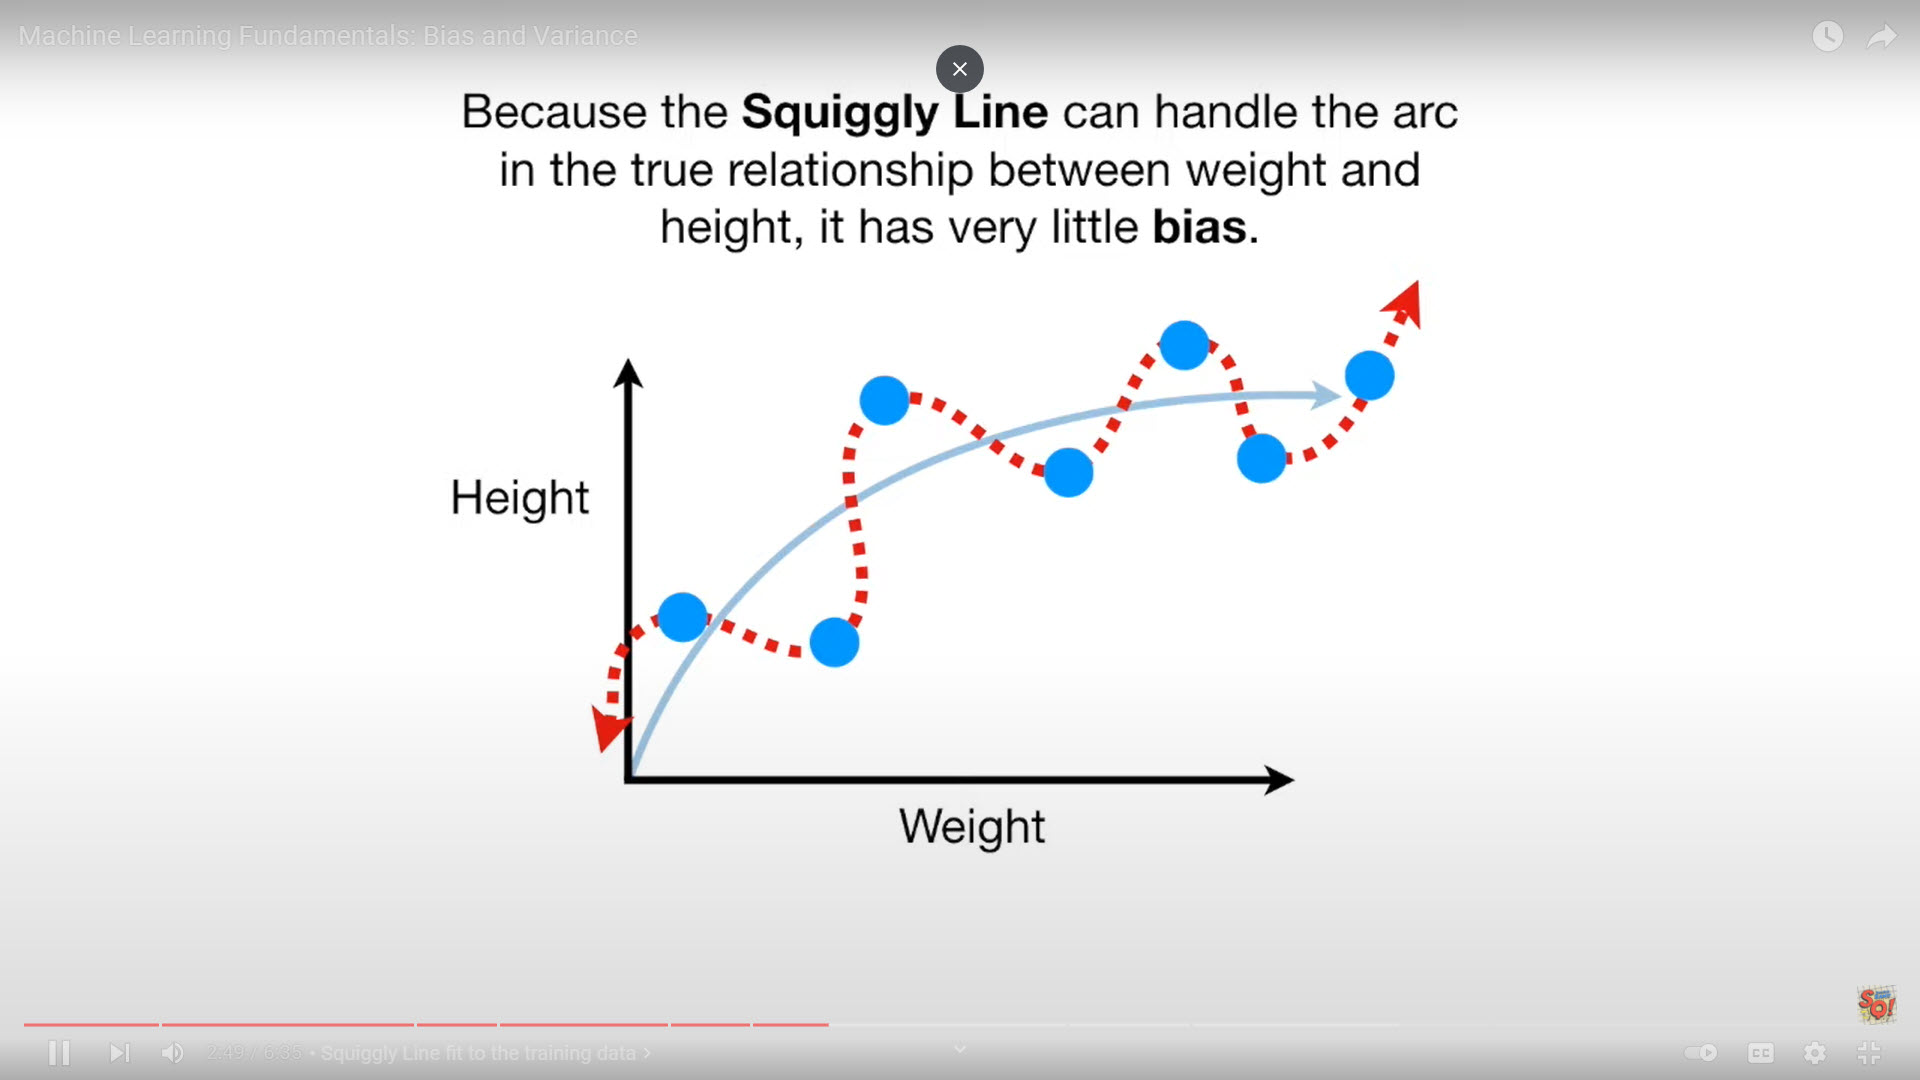 Machine Learning Fundamentals: Bias and Variance
Because the Squiggly Line can handle the arc
in the true relationship between weight and
height, it has very little bias.
Height
Weight
SO!
2:49 / 6:35 • Squiggly Line fit to the training data >
CC